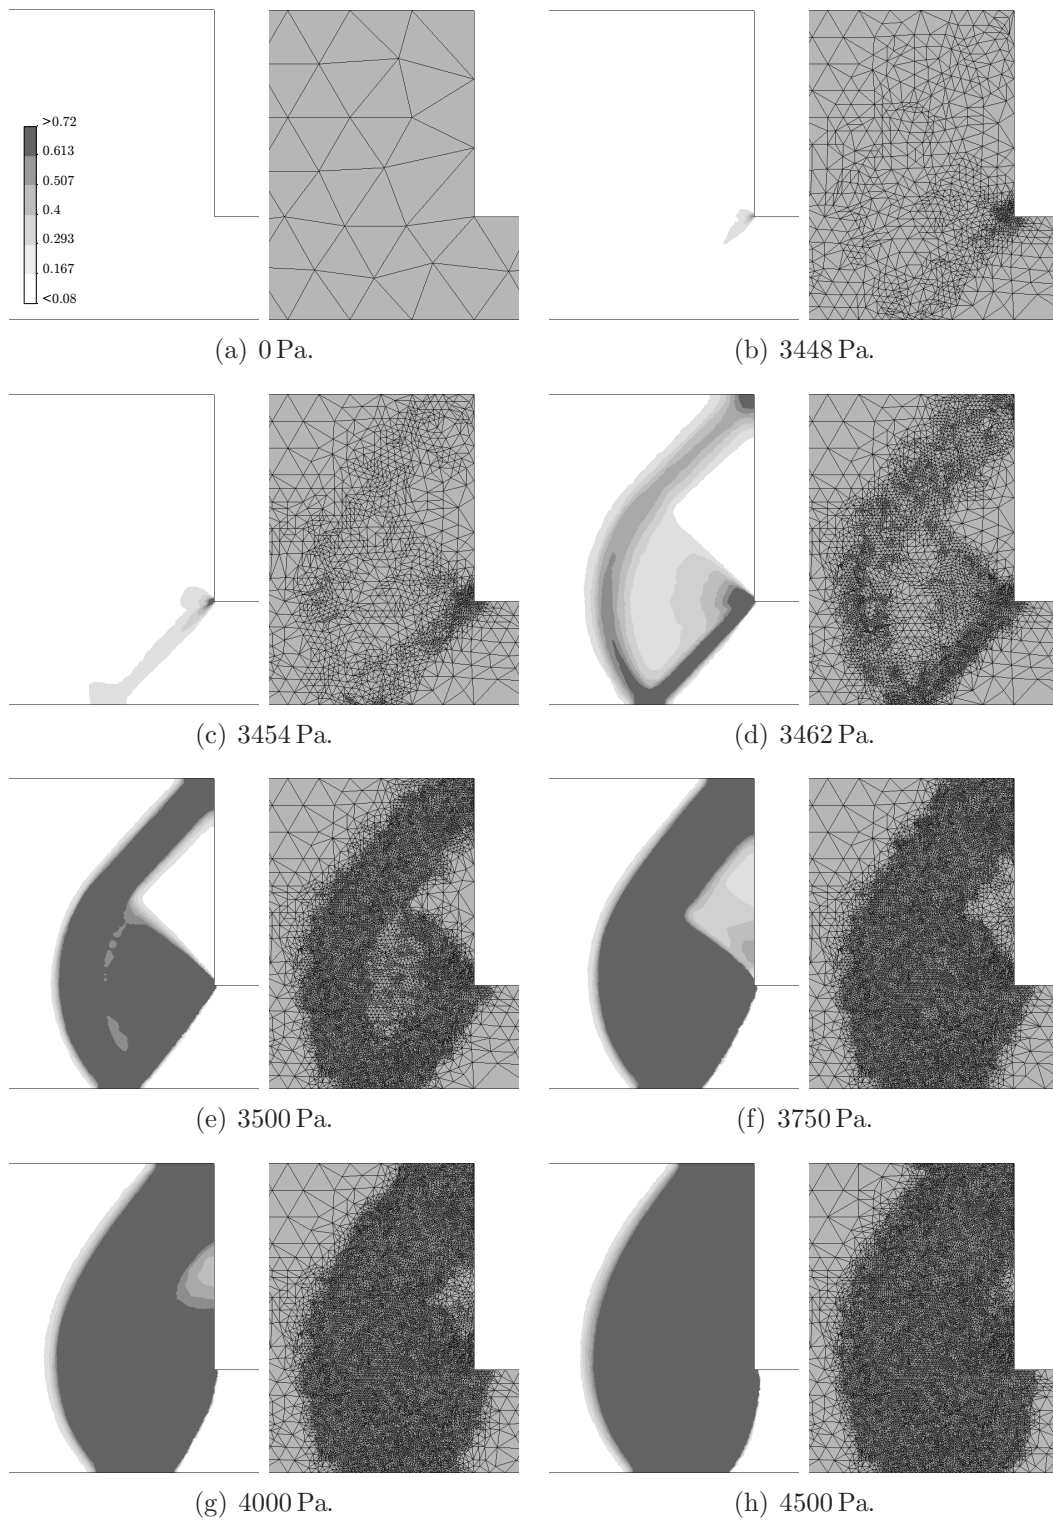 >0.72
0.613
0.507
0.4
0.293
0.167
<0.08
(a) 0 Pa.
(b) 3448 Pa.
(c) 3454 Pa.
(d) 3462 Pa.
(e) 3500 Pa.
(f) 3750 Pa.
(g) 4000 Pa.
(h) 4500 Pa.